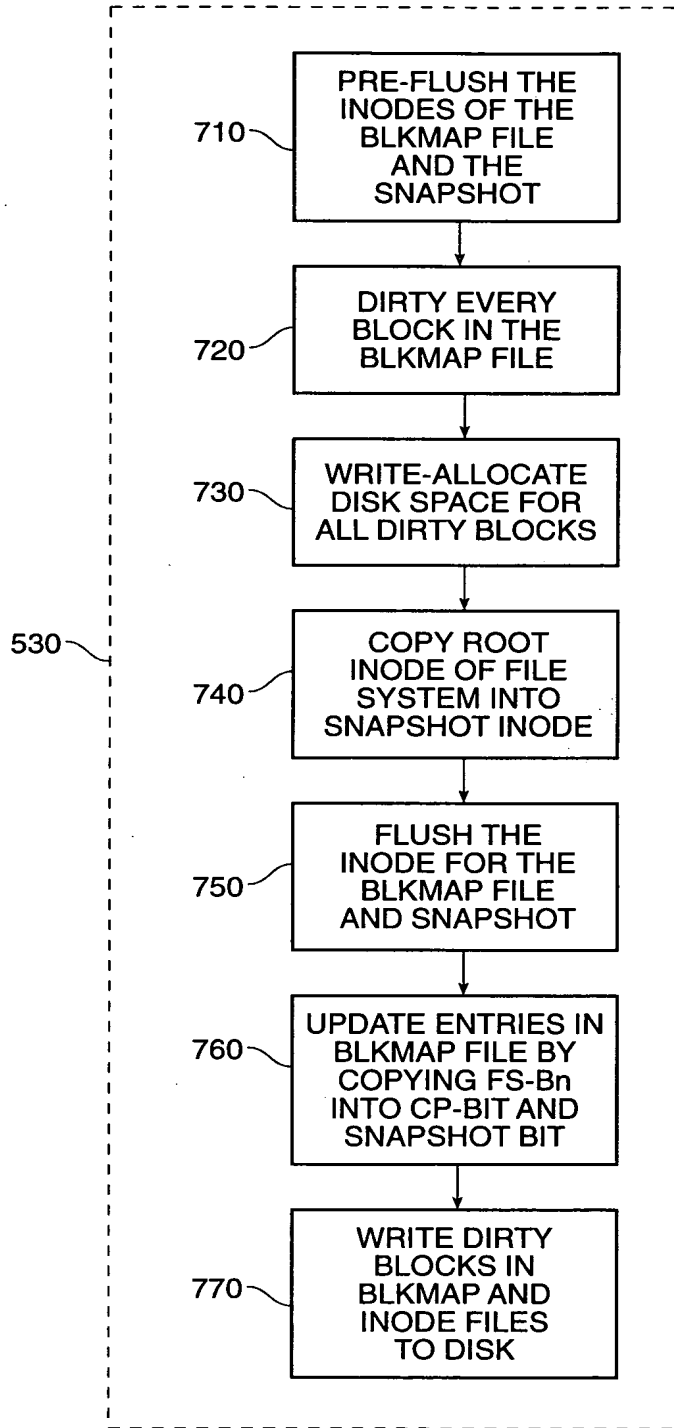 710
PRE-FLUSH THE
INODES OF THE
BLKMAP FILE
AND THE
SNAPSHOT
720
DIRTY EVERY
BLOCK IN THE
BLKMAP FILE
730
WRITE-ALLOCATE
DISK SPACE FOR
ALL DIRTY BLOCKS
530
740
COPY ROOT
INODE OF FILE
SYSTEM INTO
SNAPSHOT INODE
750
FLUSH THE
INODE FOR THE
BLKMAP FILE
AND SNAPSHOT
760
UPDATE ENTRIES IN
BLKMAP FILE BY
COPYING FS-Bn
INTO CP-BIT AND
SNAPSHOT BIT
770
WRITE DIRTY
BLOCKS IN
BLKMAP AND
INODE FILES
TO DISK